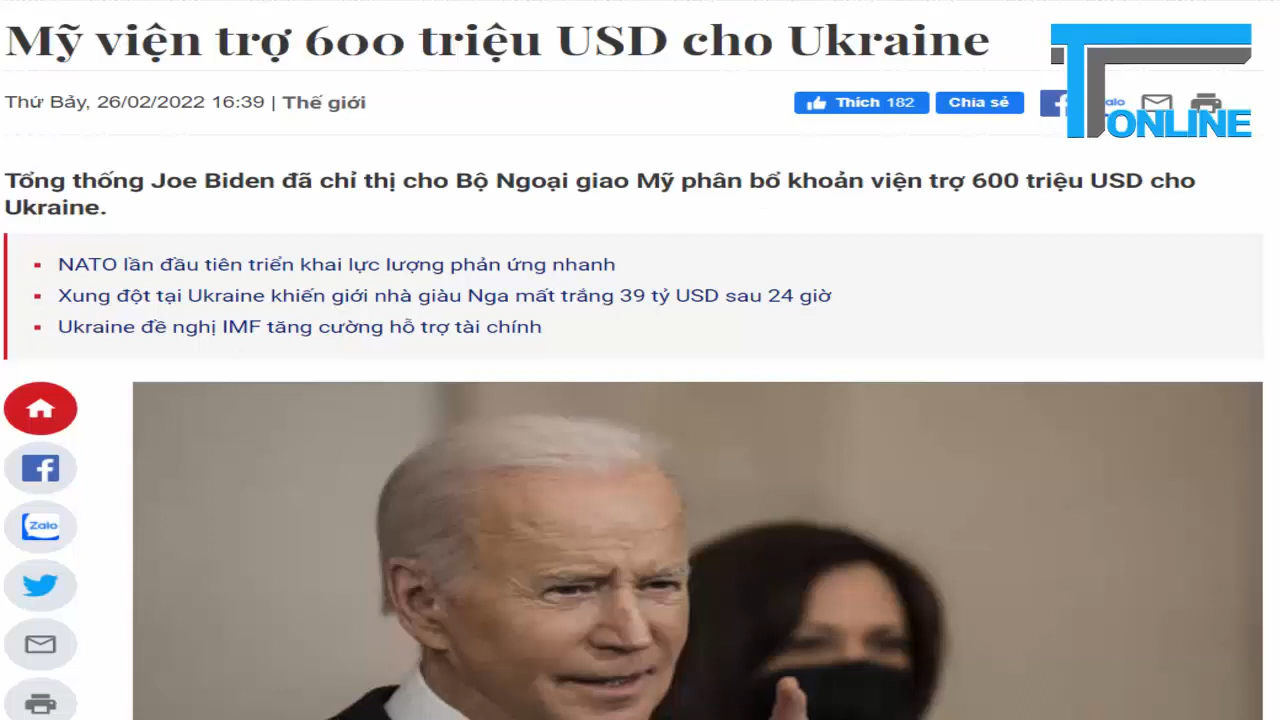 Mỹ viện trợ 600 triệu USD cho Ukraine
Thứ Bảy, 26/02/2022 16:39 | Thế giới
Thích 182
Chia sẻ
ONLINE
Tổng thống Joe Biden đã chỉ thị cho Bộ Ngoại giao Mỹ phân bổ khoản viện trợ 600 triệu USD cho
Ukraine.
NATO lần đầu tiên triển khai lực lượng phản ứng nhanh
Xung đột tại Ukraine khiến giới nhà giàu Nga mất trắng 39 tỷ USD sau 24 giờ
Ukraine đề nghị IMF tăng cường hỗ trợ tài chính
Zalo